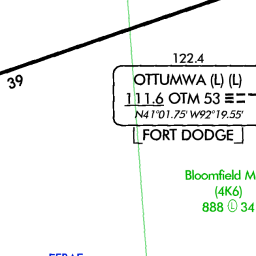 122.4
39
OTTUMWA (L) (L)
111.6 OTM 53
N41°01.75' W92°19.55'
FORT DODGE
Bloomfield M
(4K6)
888 Ⓛ 34